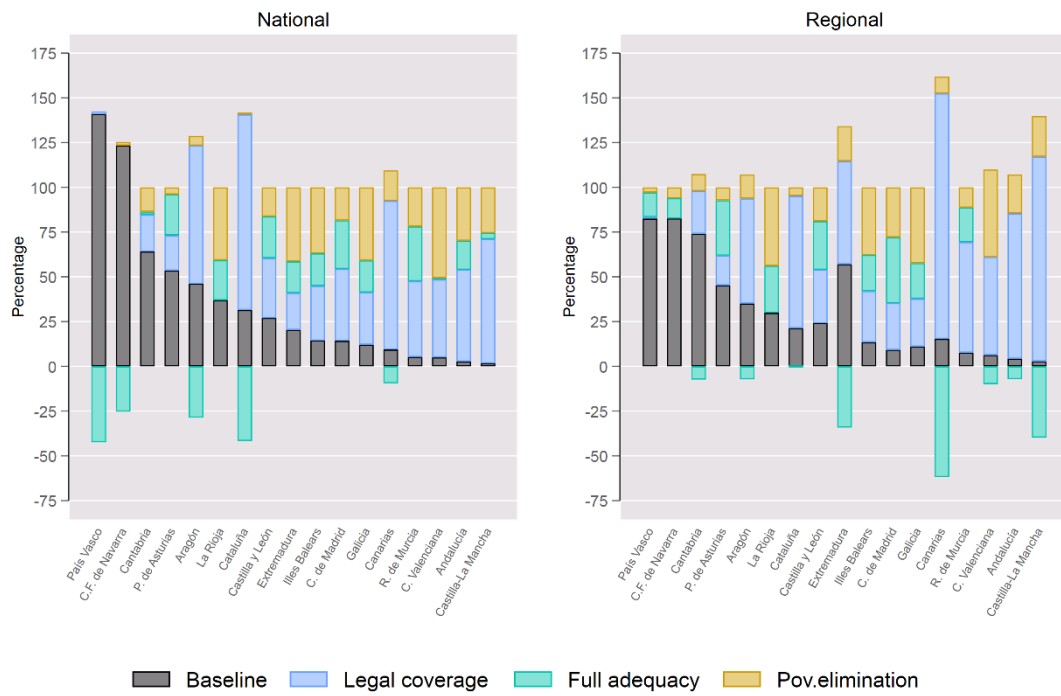 National
Regional
Percentage
175
150
125
100
75
50
25
0
-25
-50
-75
País Vasco
C.F. de Navarra
Cantabria
P. de Asturias
Aragón
La Rioja
Cataluña
Castilla y León
Extremadura
Illes Balears
C. de Madrid
Galicia
Canarias
R. de Murcia
C. Valenciana
Andalucía
Castilla-La Mancha
Percentage
175
150
125
100
75
50
25
0
-25
-50
-75
País Vasco
C.F. de Navarra
Cantabria
P. de Asturias
Aragón
La Rioja
Cataluña
Castilla y León
Extremadura
Illes Balears
C. de Madrid
Galicia
Canarias
R. de Murcia
C. Valenciana
Andalucía
Castilla-La Mancha
Baseline
Legal coverage
Full adequacy
Pov.elimination